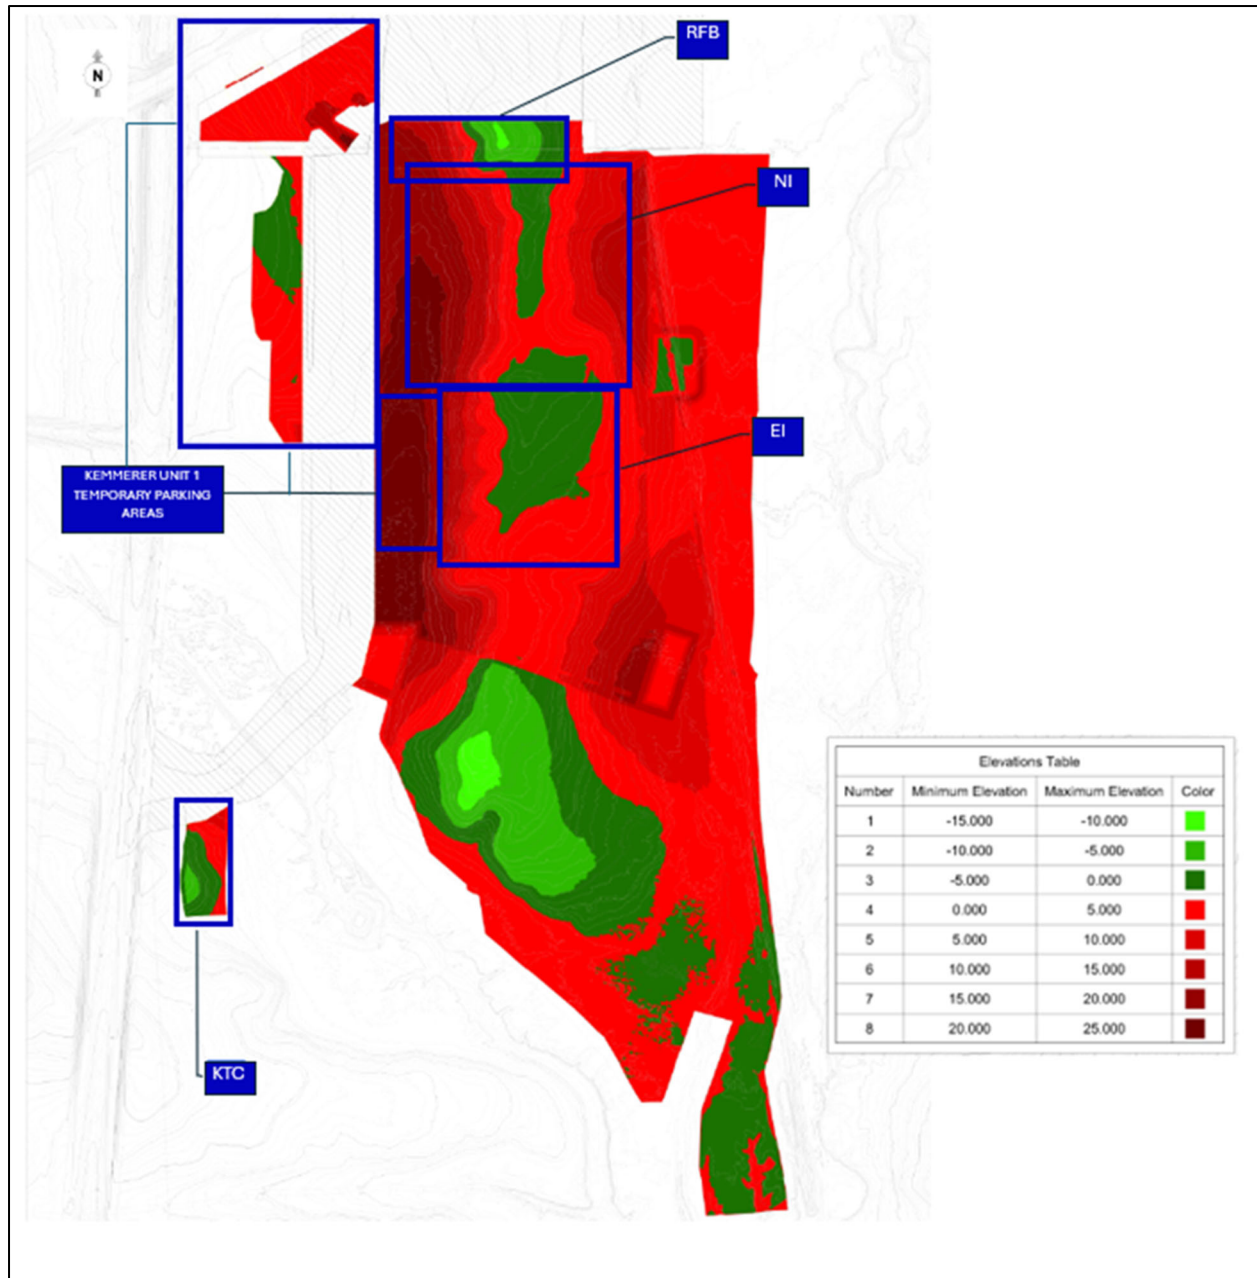 RFB
N
NI
EI
KEMMERER UNIT 1
TEMPORARY PARKING
AREAS
Elevations Table
Number Minimum Elevation Maximum Elevation Color
1 -15.000 -10.000
2 -10.000 -5.000
3 -5.000 0.000
4 0.000 5.000
5 5.000 10.000
6 10.000 15.000
7 15.000 20.000
8 20.000 25.000
KTC